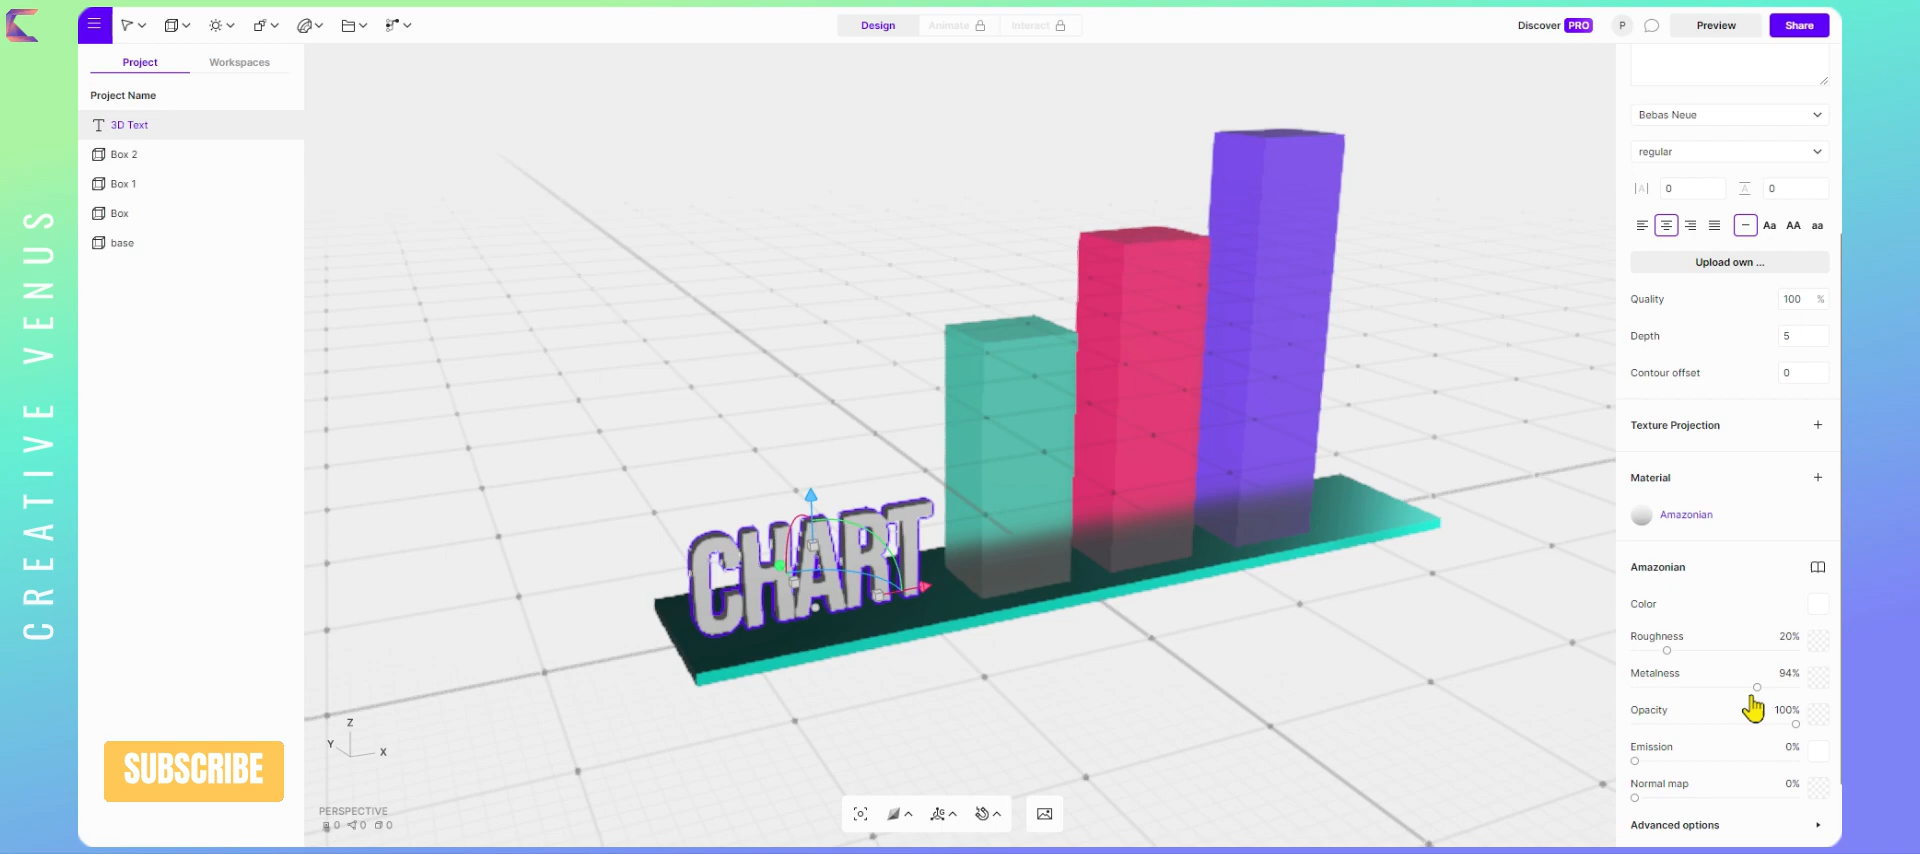 Design
Animate
Interact
Discover PRO
P
Preview
Share
Project
Workspaces
Project Name
3D Text
Box 2
Box 1
Box
base
CREATIVE VENUS
SUBSCRIBE
CHART
Z
Y
X
PERSPECTIVE
0 0 0
Bebas Neue
regular
|A| 0 A 0
– Aa AA aa
Upload own ...
Quality 100 %
Depth 5
Contour offset 0
Texture Projection +
Material +
Amazonian
Amazonian
Color
Roughness 20%
Metalness 94%
Opacity 100%
Emission 0%
Normal map 0%
Advanced options